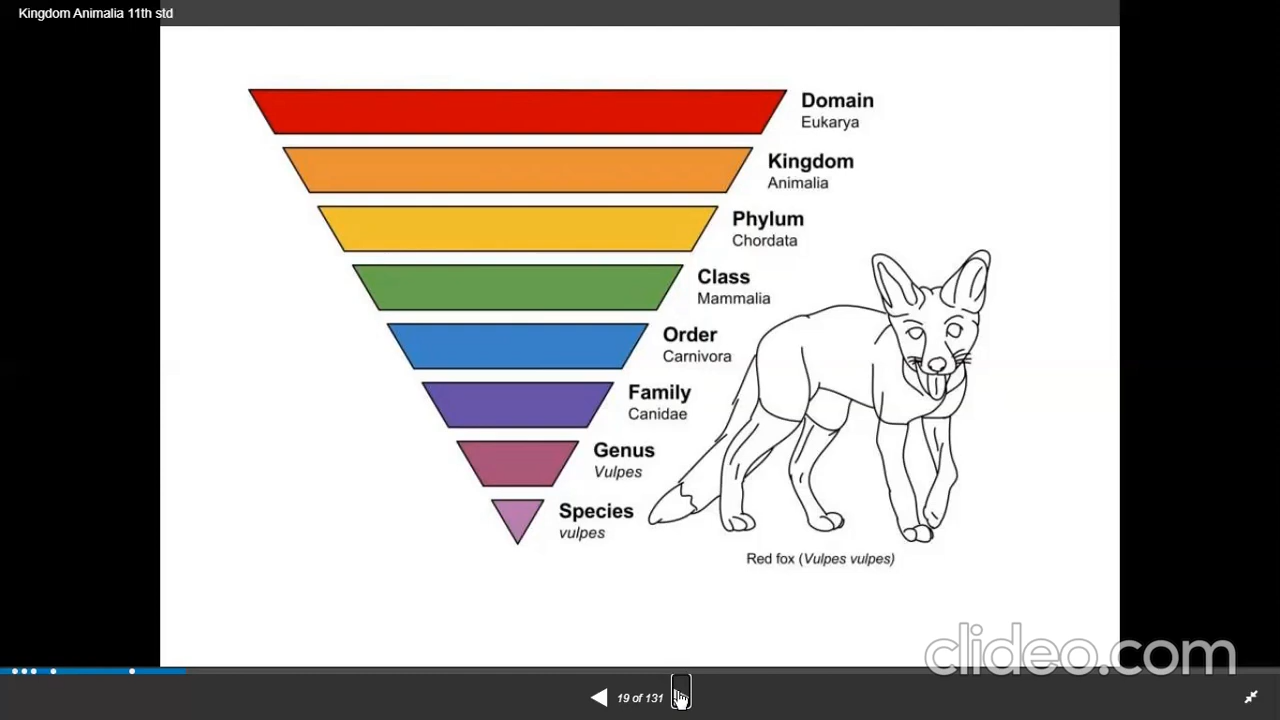 Kingdom Animalia 11th std
Domain
Eukarya
Kingdom
Animalia
Phylum
Chordata
Class
Mammalia
Order
Carnivora
Family
Canidae
Genus
Vulpes
Species
vulpes
Red fox (Vulpes vulpes)
clideo.com
19 of 131